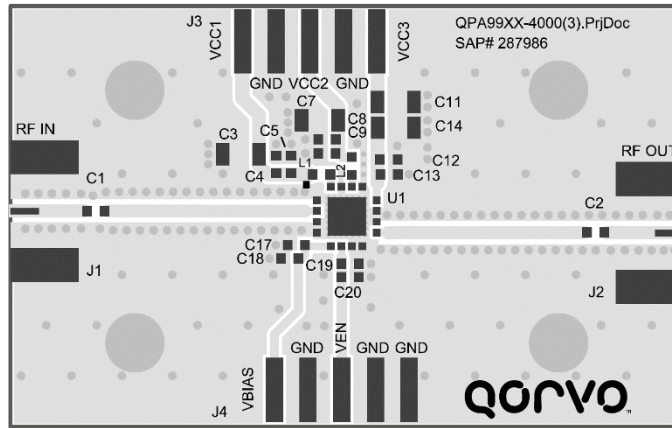 QPA99XX-4000(3).PrjDoc
SAP# 287986
J3
VCC1
GND
VCC2
GND
VCC3
C7
C11
C8
C9
C14
RF IN
C3
C5
L1
L2
C12
C13
RF OUT
C4
C1
U1
C2
C17
C18
C19
C20
J1
J2
VBIAS
GND
VEN
GND
GND
J4
QORVO